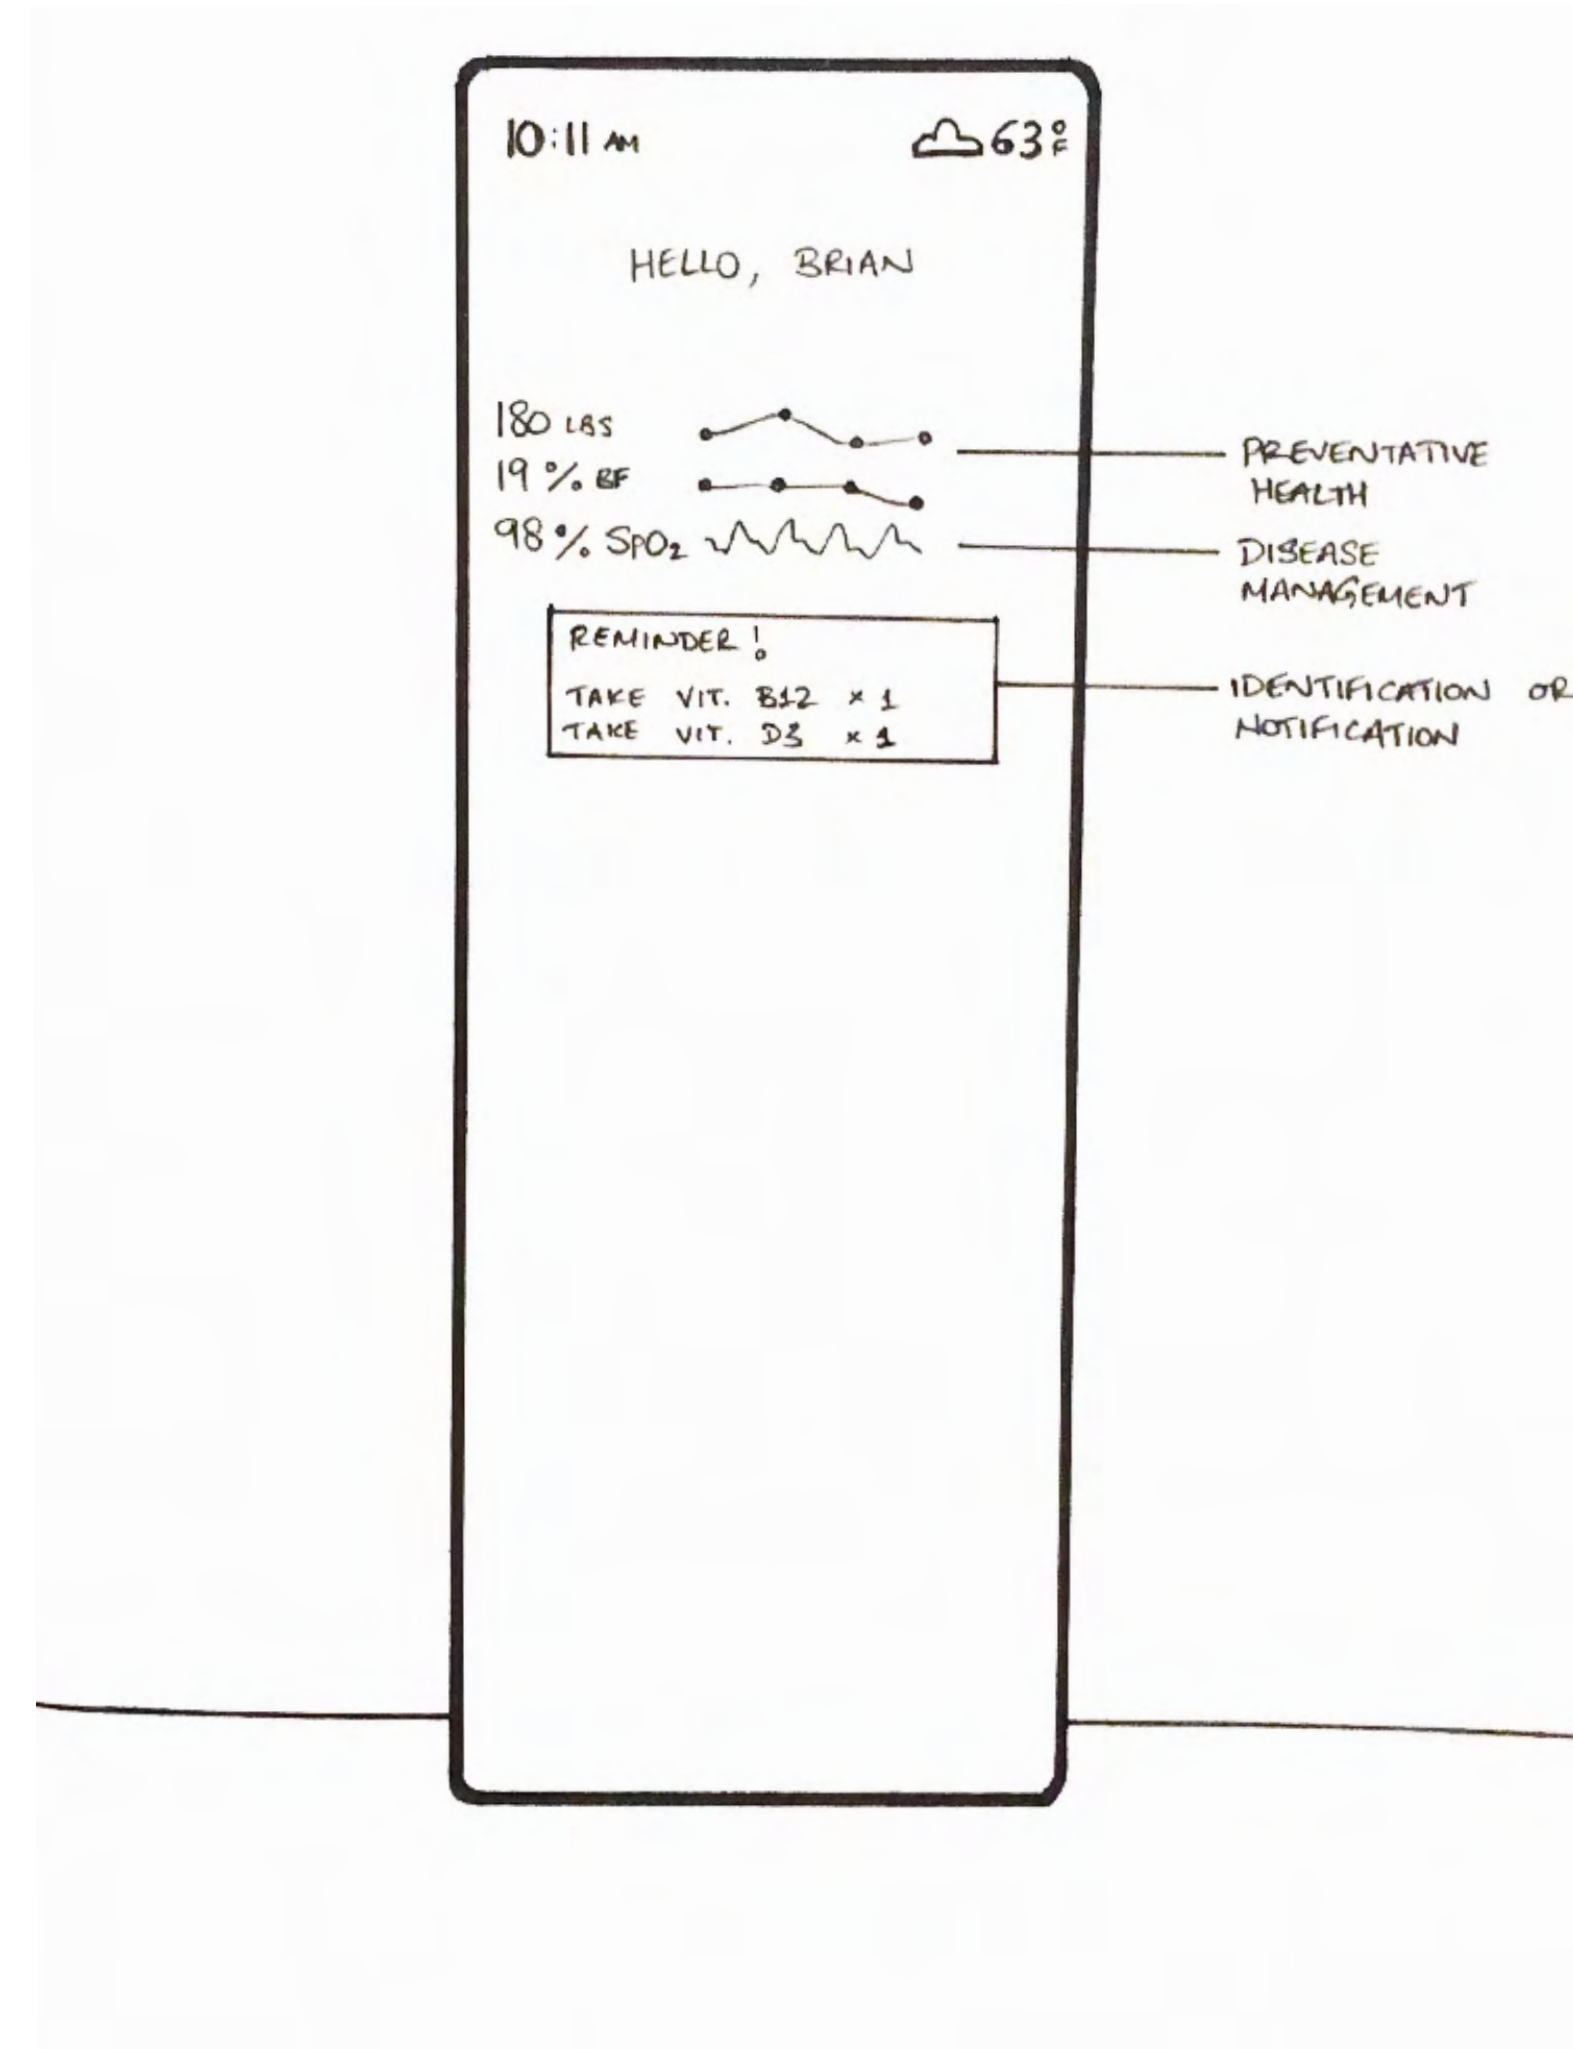 10:11 AM
63°F
HELLO, BRIAN
180 LBS
19% BF
98% SpO₂
PREVENTATIVE
HEALTH
DISEASE
MANAGEMENT
REMINDER!
TAKE VIT. B12 × 1
TAKE VIT. D3 × 1
IDENTIFICATION OR
NOTIFICATION